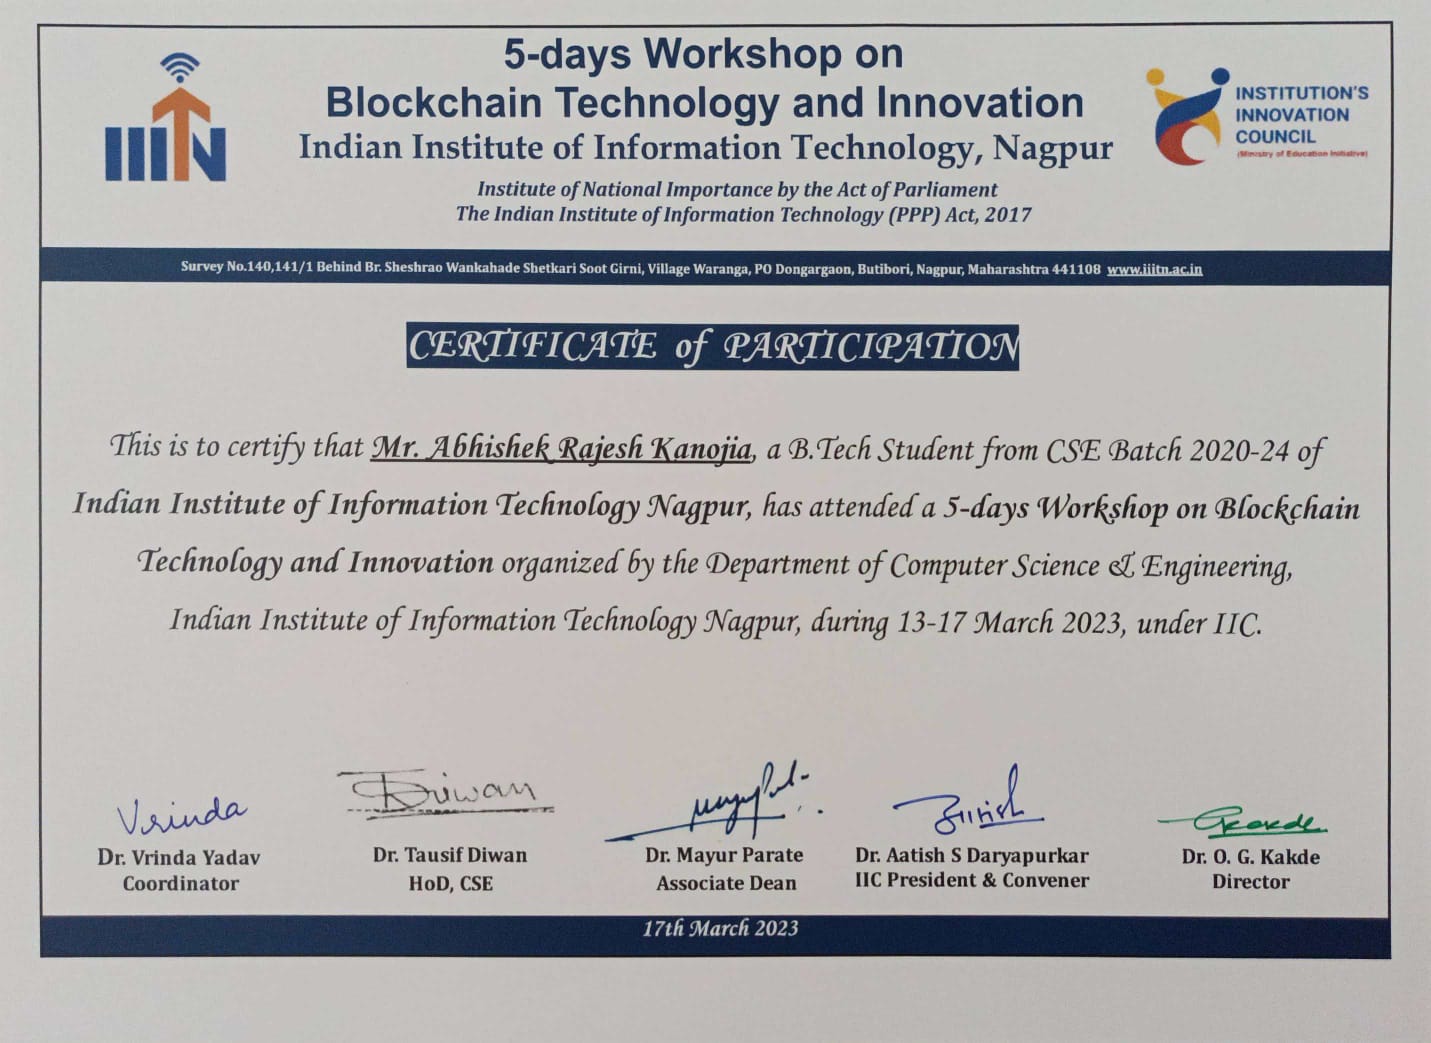 5-days Workshop on
Blockchain Technology and Innovation
Indian Institute of Information Technology, Nagpur
Institute of National Importance by the Act of Parliament
The Indian Institute of Information Technology (PPP) Act, 2017
IIITN
INSTITUTION'S
INNOVATION
COUNCIL
(Ministry of Education Initiative)
Survey No.140,141/1 Behind Br. Sheshrao Wankahade Shetkari Soot Girni, Village Waranga, PO Dongargaon, Butibori, Nagpur, Maharashtra 441108 www.iiitn.ac.in
CERTIFICATE of PARTICIPATION
This is to certify that Mr. Abhishek Rajesh Kanojia, a B.Tech Student from CSE Batch 2020-24 of
Indian Institute of Information Technology Nagpur, has attended a 5-days Workshop on Blockchain
Technology and Innovation organized by the Department of Computer Science & Engineering,
Indian Institute of Information Technology Nagpur, during 13-17 March 2023, under IIC.
Vrinda
Dr. Vrinda Yadav
Coordinator
Dr. Tausif Diwan
HoD, CSE
Dr. Mayur Parate
Associate Dean
Dr. Aatish S Daryapurkar
IIC President & Convener
Dr. O. G. Kakde
Director
17th March 2023